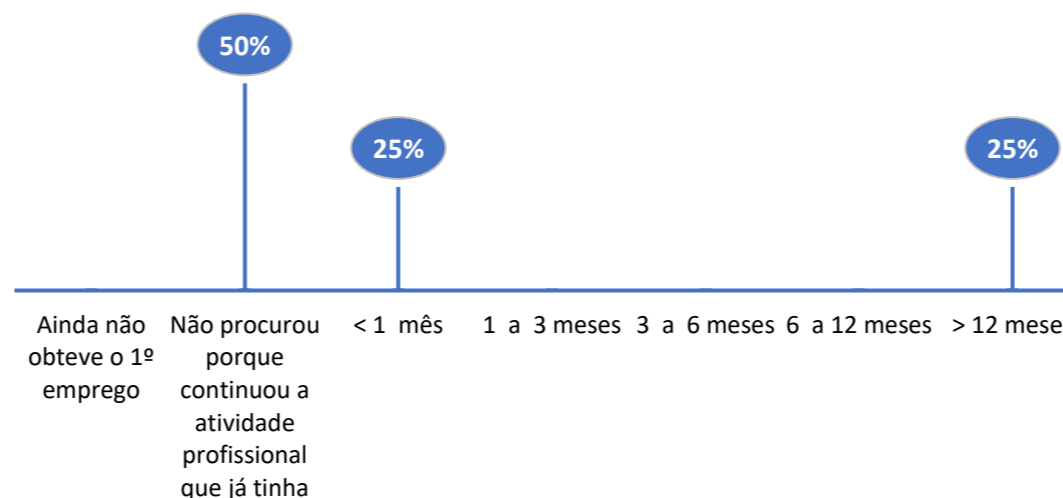 50%
25%
25%
Ainda não
obteve o 1º
emprego
Não procurou
porque
continuou a
atividade
profissional
que já tinha
< 1 mês
1 a 3 meses
3 a 6 meses
6 a 12 meses
> 12 mese